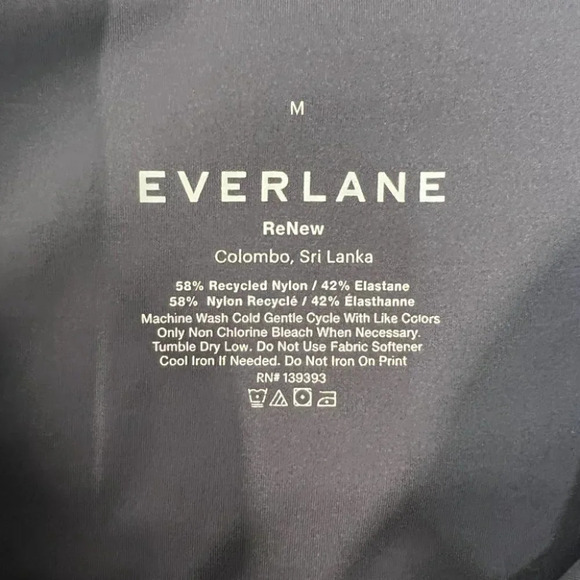 M
EVERLANE
ReNew
Colombo, Sri Lanka
58% Recycled Nylon / 42% Elastane
58% Nylon Recyclé / 42% Élasthanne
Machine Wash Cold Gentle Cycle With Like Colors
Only Non Chlorine Bleach When Necessary.
Tumble Dry Low. Do Not Use Fabric Softener
Cool Iron If Needed. Do Not Iron On Print
RN# 139393